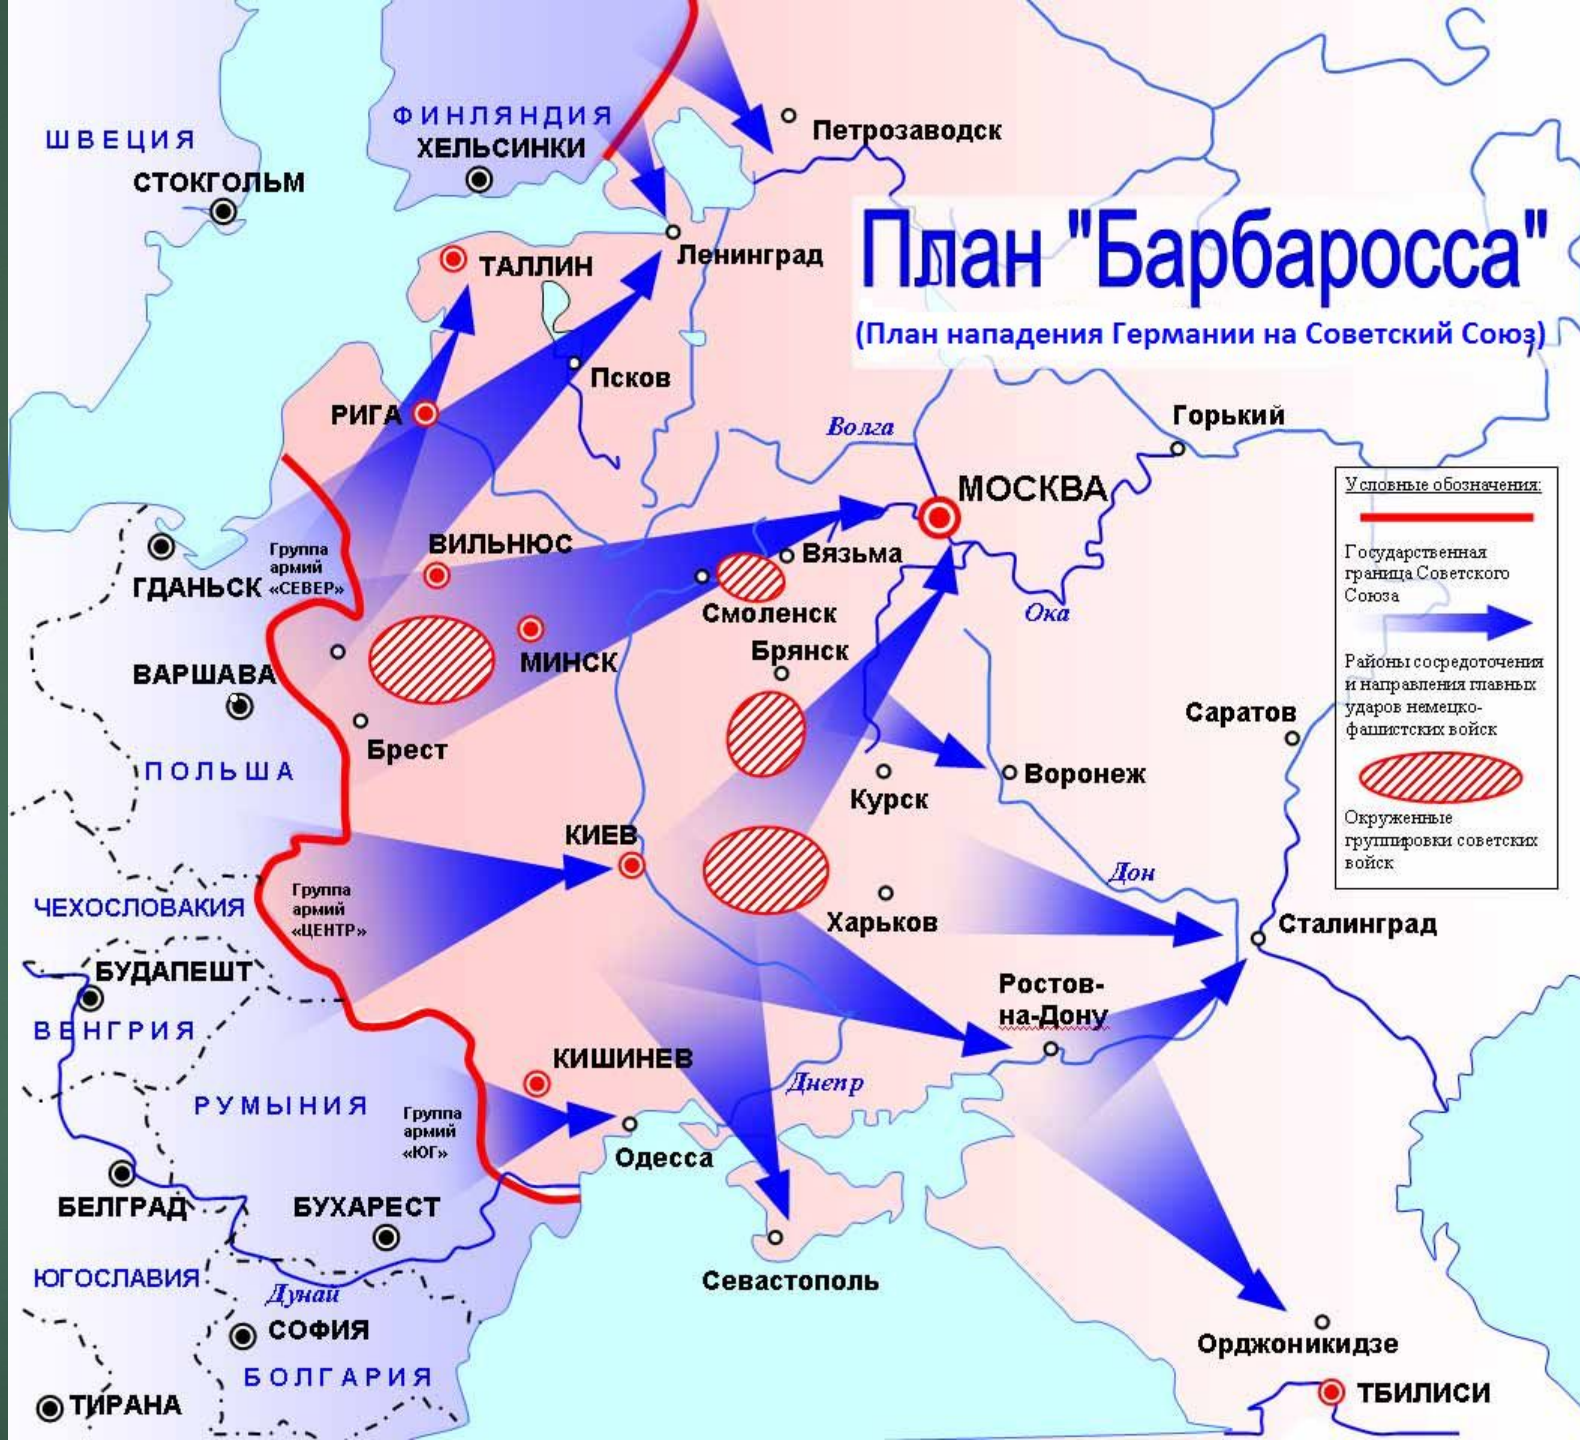 План "Барбаросса"
(План нападения Германии на Советский Союз)
ШВЕЦИЯ
СТОКГОЛЬМ
ФИНЛЯНДИЯ
ХЕЛЬСИНКИ
Петрозаводск
Ленинград
ТАЛЛИН
Псков
РИГА
Волга
Горький
МОСКВА
Вязьма
ВИЛЬНЮС
Группа
армий
«СЕВЕР»
ГДАНЬСК
Смоленск
Ока
МИНСК
Брянск
ВАРШАВА
Брест
ПОЛЬША
Саратов
Воронеж
Курск
КИЕВ
Дон
Группа
армий
«ЦЕНТР»
ЧЕХОСЛОВАКИЯ
Харьков
Сталинград
БУДАПЕШТ
ВЕНГРИЯ
Ростов-
на-Дону
КИШИНЕВ
Днепр
РУМЫНИЯ
Группа
армий
«ЮГ»
Одесса
БЕЛГРАД
БУХАРЕСТ
Севастополь
ЮГОСЛАВИЯ
Дунай
СОФИЯ
БОЛГАРИЯ
ТИРАНА
Орджоникидзе
ТБИЛИСИ
Условные обозначения:
Государственная
граница Советского
Союза
Районы сосредоточения
и направления главных
ударов немецко-
фашистских войск
Окруженные
группировки советских
войск